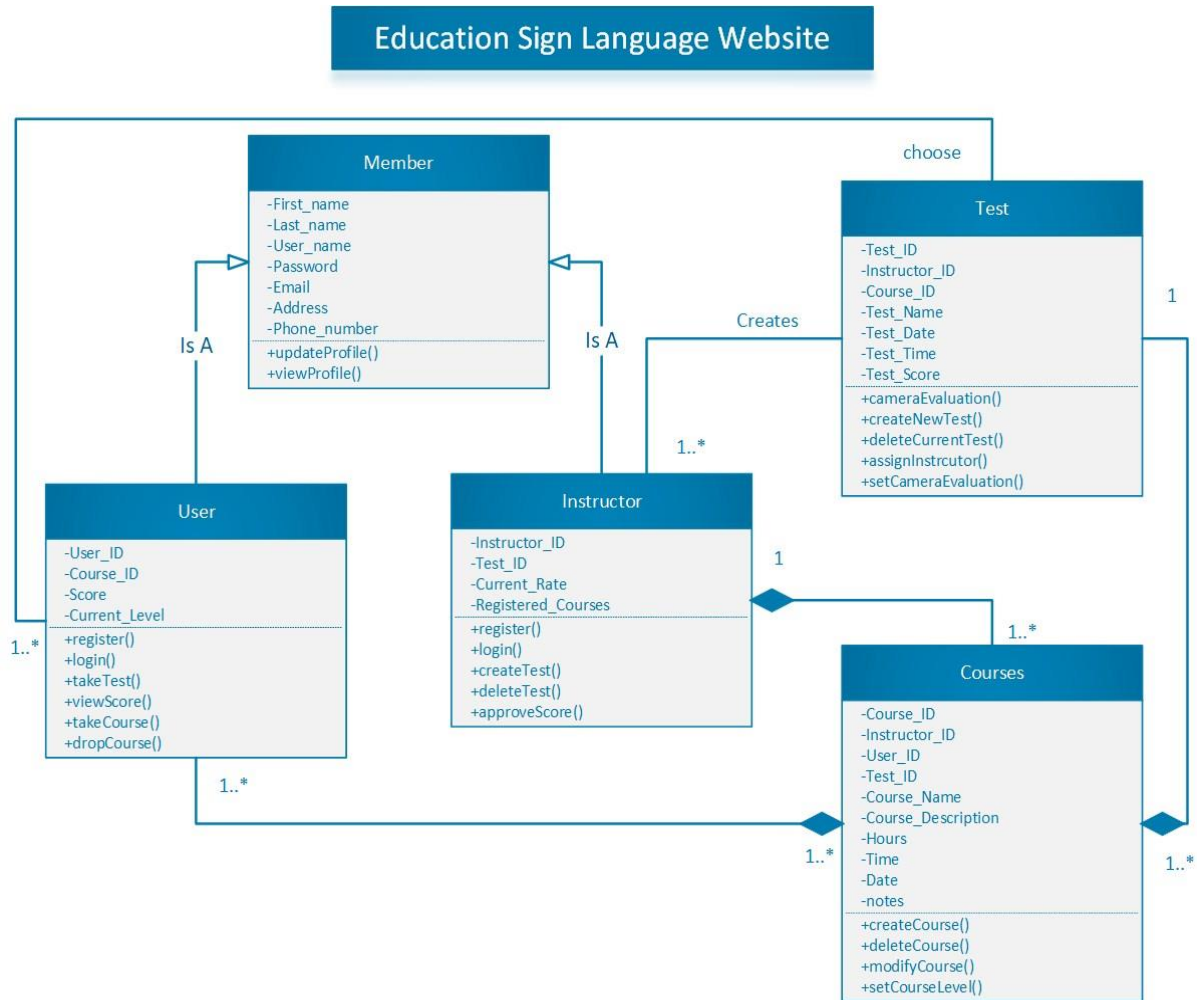 Education Sign Language Website
choose
Member
-First_name
-Last_name
-User_name
-Password
-Email
-Address
-Phone_number
+updateProfile()
+viewProfile()
Is A
Is A
Creates
Test
-Test_ID
-Instructor_ID
-Course_ID
-Test_Name
-Test_Date
-Test_Time
-Test_Score
+cameraEvaluation()
+createNewTest()
+deleteCurrentTest()
+assignInstrcutor()
+setCameraEvaluation()
1
1..*
User
-User_ID
-Course_ID
-Score
-Current_Level
+register()
+login()
+takeTest()
+viewScore()
+takeCourse()
+dropCourse()
1..*
1..*
Instructor
-Instructor_ID
-Test_ID
-Current_Rate
-Registered_Courses
+register()
+login()
+createTest()
+deleteTest()
+approveScore()
1
1..*
Courses
-Course_ID
-Instructor_ID
-User_ID
-Test_ID
-Course_Name
-Course_Description
-Hours
-Time
-Date
-notes
+createCourse()
+deleteCourse()
+modifyCourse()
+setCourseLevel()
1..*
1..*